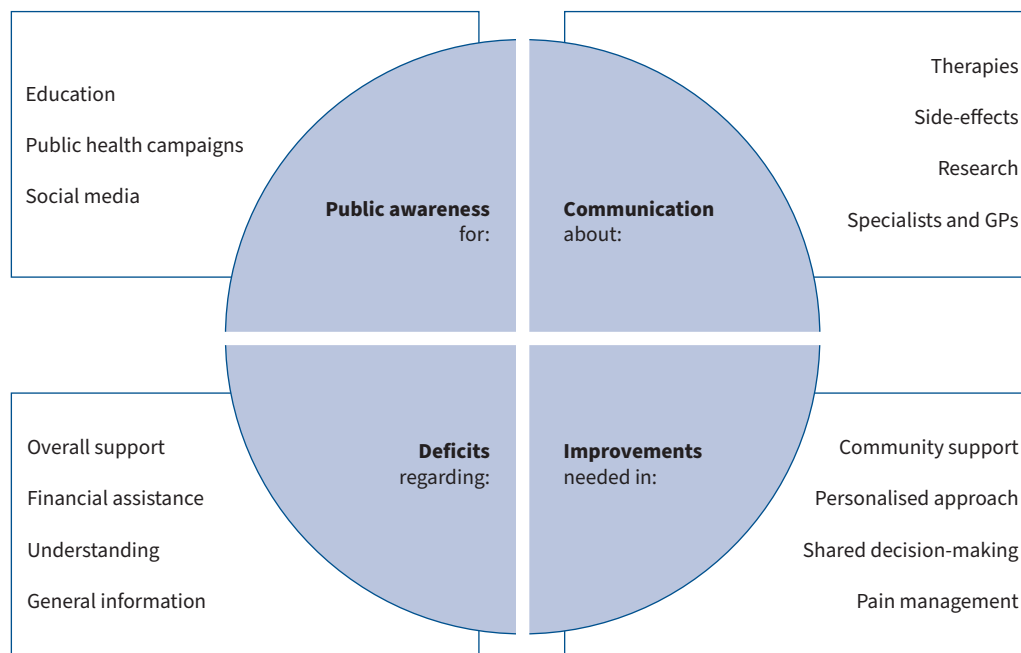 Education
Public health campaigns
Social media
Public awareness
for:
Communication
about:
Therapies
Side-effects
Research
Specialists and GPs
Overall support
Financial assistance
Understanding
General information
Deficits
regarding:
Improvements
needed in:
Community support
Personalised approach
Shared decision-making
Pain management